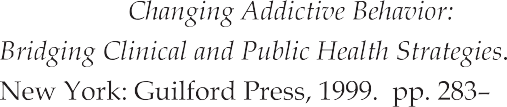 Changing Addictive Behavior:
Bridging Clinical and Public Health Strategies.
New York: Guilford Press, 1999.  pp. 283–